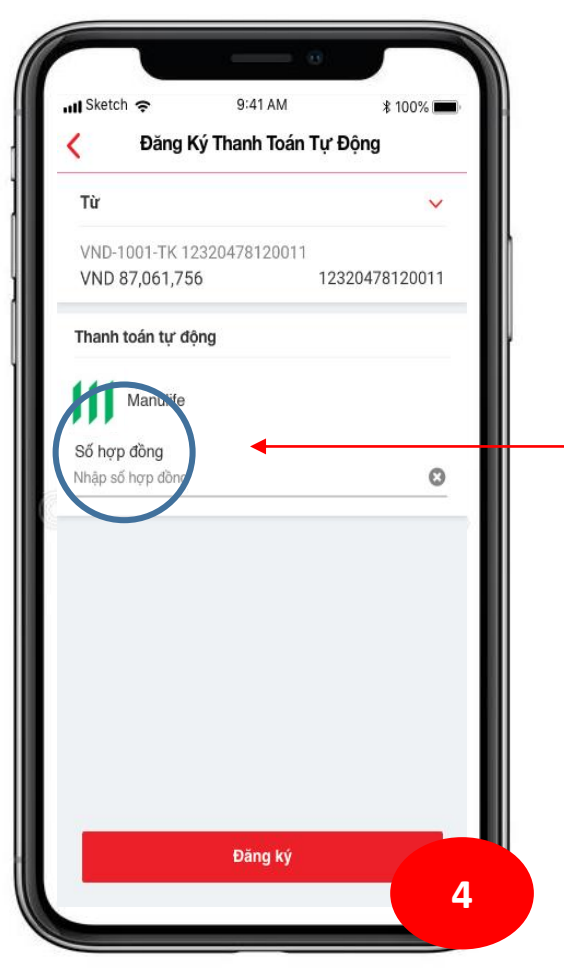 Sketch 9:41 AM 100%
Đăng Ký Thanh Toán Tự Động
Từ
VND-1001-TK 12320478120011
VND 87,061,756 12320478120011
Thanh toán tự động
Manulife
Số hợp đồng
Nhập số hợp đồng
Đăng ký
4